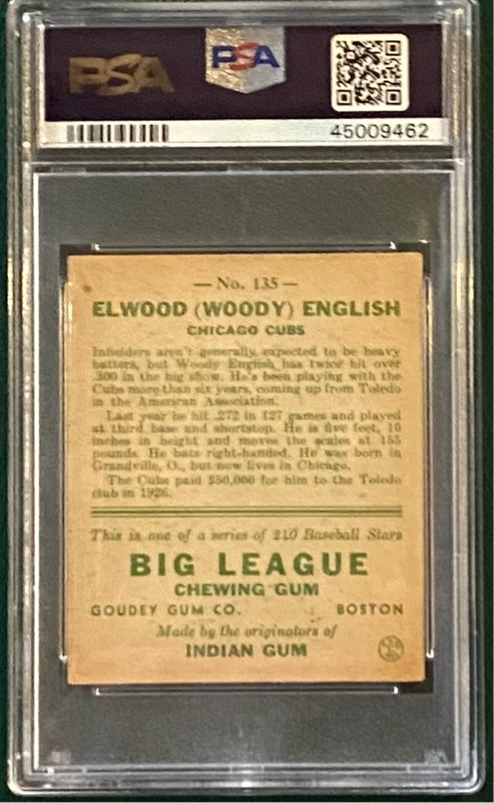 PSA PSA
45009462
— No. 135 —
ELWOOD (WOODY) ENGLISH
CHICAGO CUBS
Infielders aren't generally expected to be heavy
batters, but Woody English has twice hit over
.300 in the big show. He's been playing with the
Cubs more than six years, coming up from Toledo
in the American Association.
Last year he hit .272 in 127 games and played
at third base and shortstop. He is five feet, 10
inches in height and moves the scales at 155
pounds. He bats right-handed. He was born in
Grandville, O., but now lives in Chicago.
The Cubs paid $50,000 for him to the Toledo
club in 1926.
This is one of a series of 240 Baseball Stars
BIG LEAGUE
CHEWING GUM
GOUDEY GUM CO. BOSTON
Made by the originators of
INDIAN GUM